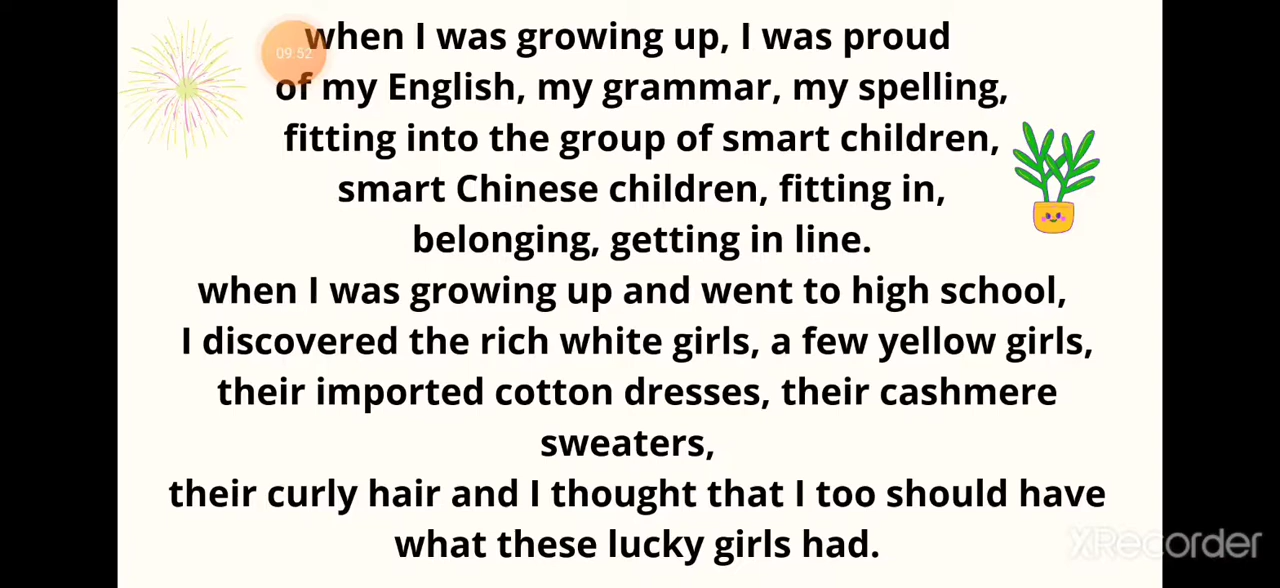 when I was growing up, I was proud
09:52
of my English, my grammar, my spelling,
fitting into the group of smart children,
smart Chinese children, fitting in,
belonging, getting in line.
when I was growing up and went to high school,
I discovered the rich white girls, a few yellow girls,
their imported cotton dresses, their cashmere
sweaters,
their curly hair and I thought that I too should have
what these lucky girls had.
XRecorder